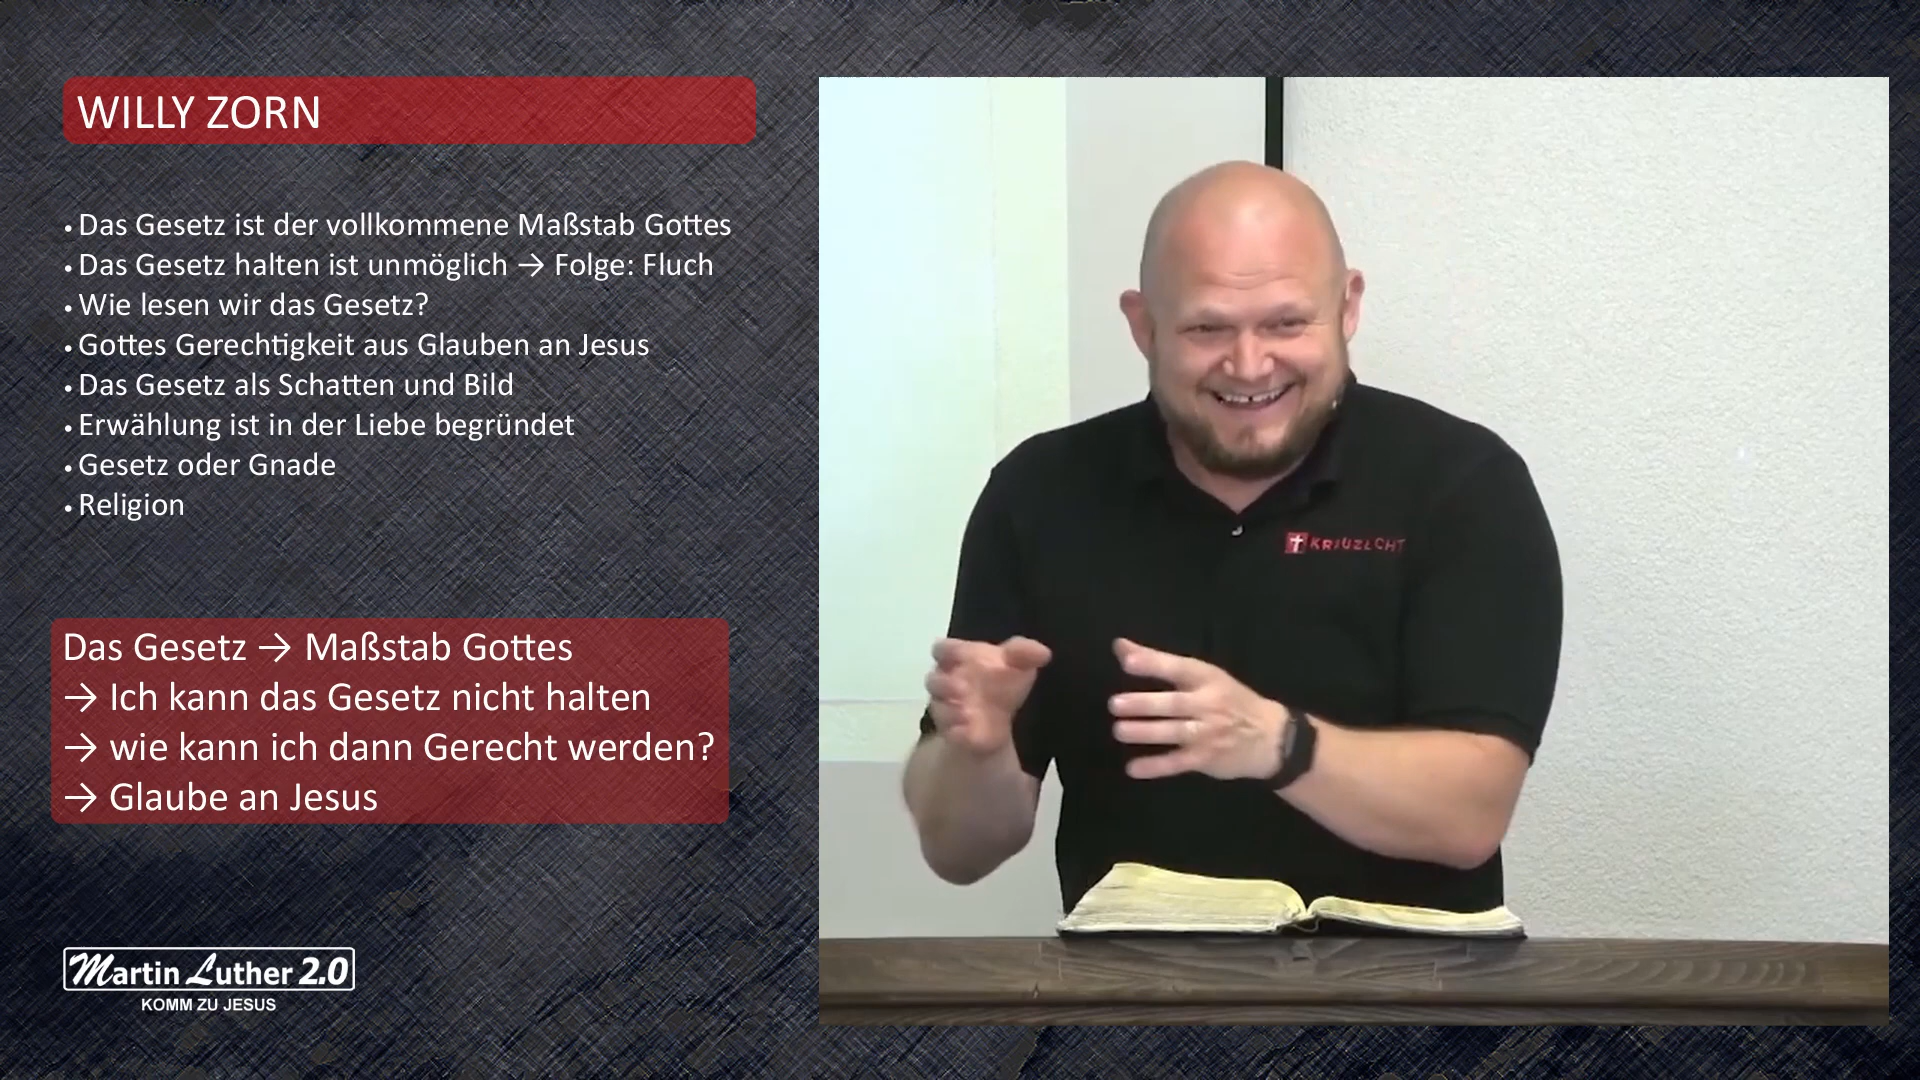 WILLY ZORN
• Das Gesetz ist der vollkommene Maßstab Gottes
• Das Gesetz halten ist unmöglich → Folge: Fluch
• Wie lesen wir das Gesetz?
• Gottes Gerechtigkeit aus Glauben an Jesus
• Das Gesetz als Schatten und Bild
• Erwählung ist in der Liebe begründet
• Gesetz oder Gnade
• Religion
Das Gesetz → Maßstab Gottes
→ Ich kann das Gesetz nicht halten
→ wie kann ich dann Gerecht werden?
→ Glaube an Jesus
Martin Luther 2.0
KOMM ZU JESUS